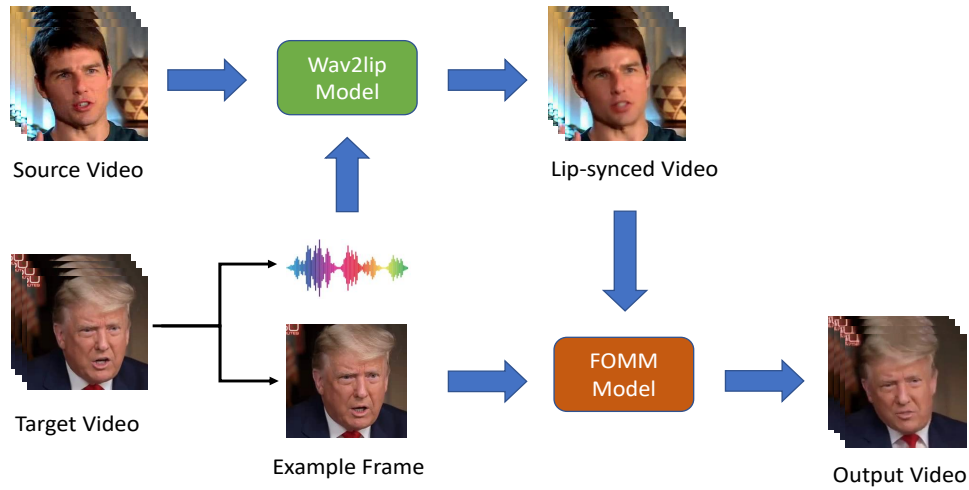 Wav2lip
Model
Source Video
Lip-synced Video
Target Video
Example Frame
FOMM
Model
Output Video